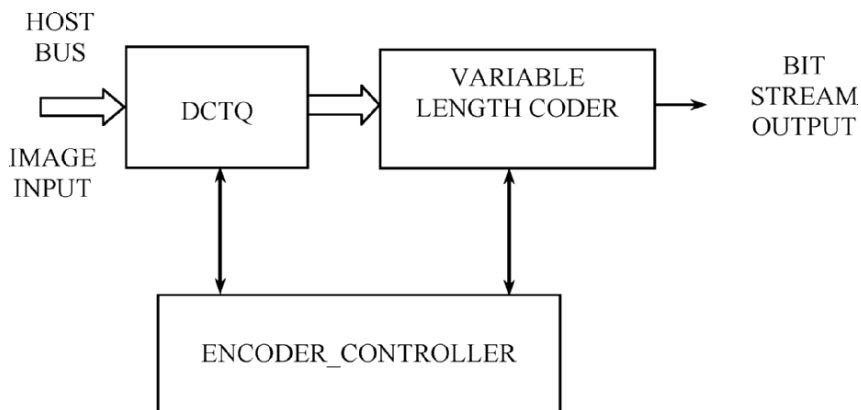 HOST
BUS
IMAGE
INPUT
DCTQ
VARIABLE
LENGTH CODER
BIT
STREAM
OUTPUT
ENCODER_CONTROLLER